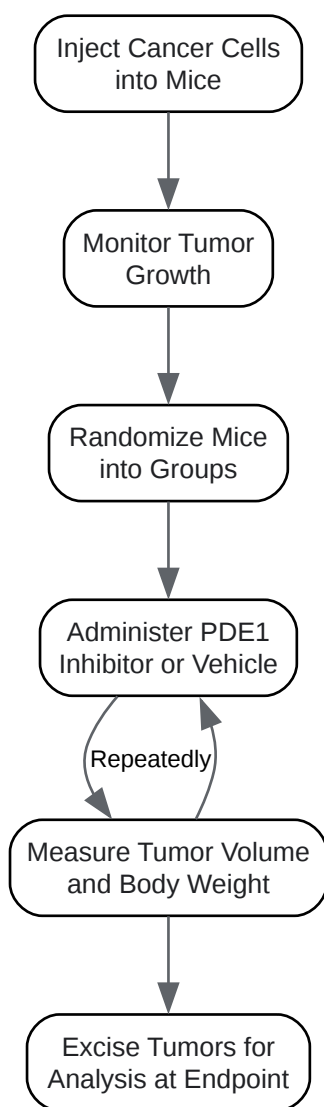 Inject Cancer Cells
into Mice
Monitor Tumor
Growth
Randomize Mice
into Groups
Administer PDE1
Inhibitor or Vehicle
Repeatedly
Measure Tumor Volume
and Body Weight
Excise Tumors for
Analysis at Endpoint